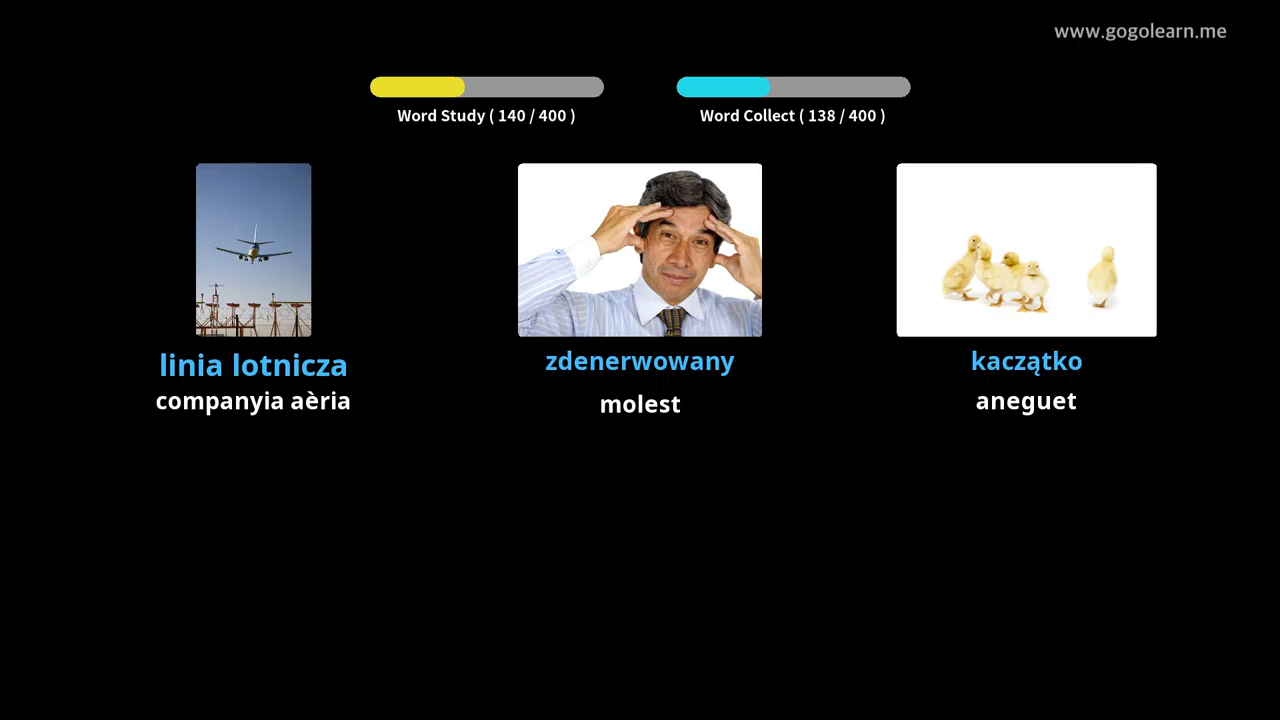 www.gogolearn.me
Word Study ( 140 / 400 )
Word Collect ( 138 / 400 )
linia lotnicza
zdenerwowany
kaczątko
companyia aèria
molest
aneguet